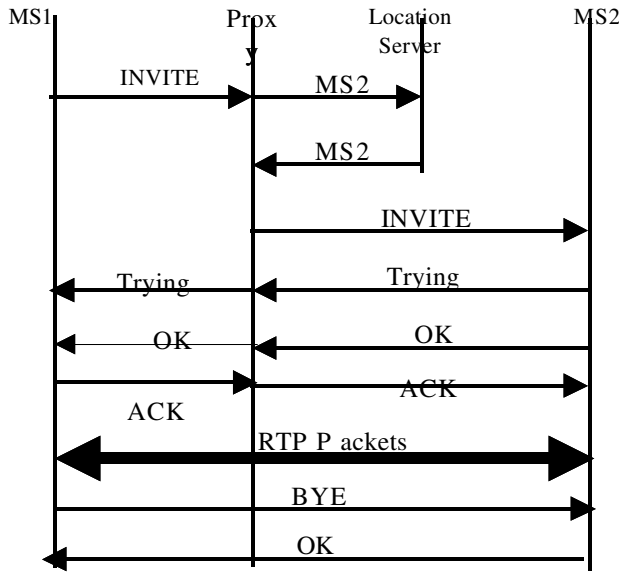 MS1
Prox
y
Location
Server
MS2
INVITE
MS2
MS2
INVITE
Trying
Trying
OK
OK
ACK
ACK
RTP P ackets
BYE
OK